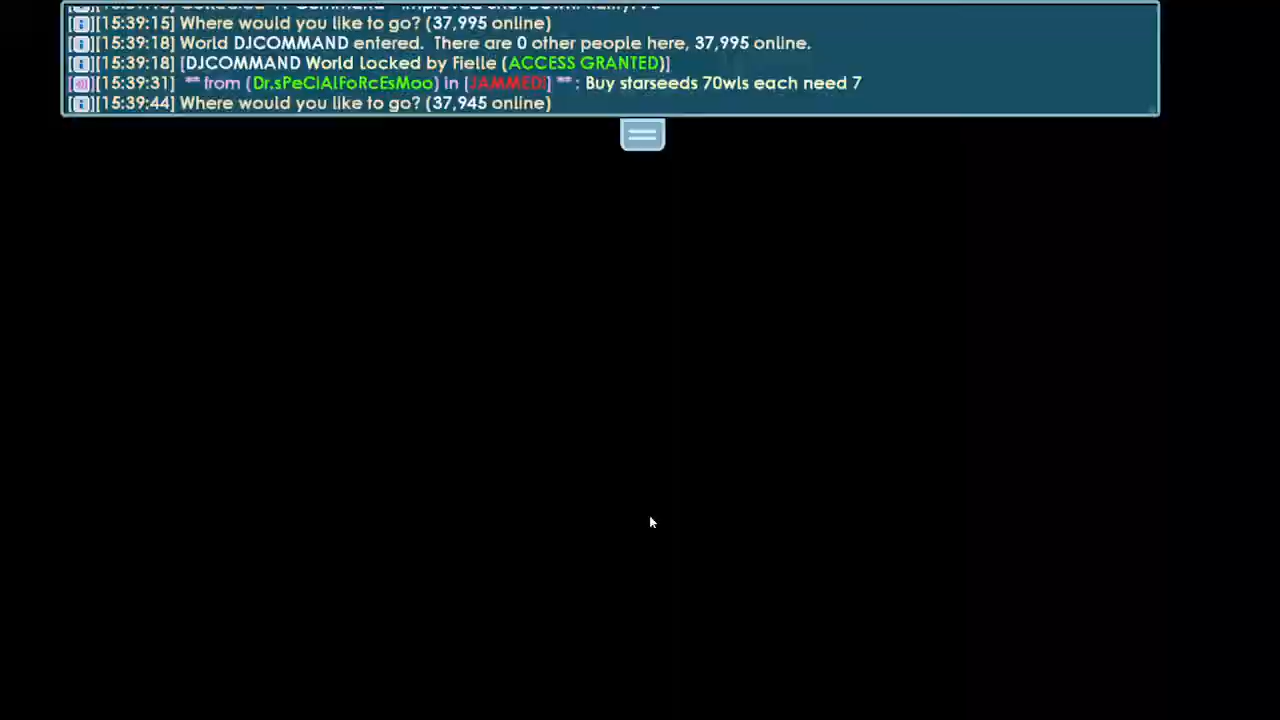 [15:39:15] Where would you like to go? (37,995 online)
[15:39:18] World DJCOMMAND entered. There are 0 other people here, 37,995 online.
[15:39:18] [DJCOMMAND World Locked by Fielle (ACCESS GRANTED)]
[15:39:31] ** from (Dr.sPeCiAlFoRcEsMoo) in [JAMMED!] ** : Buy starseeds 70wls each need 7
[15:39:44] Where would you like to go? (37,945 online)